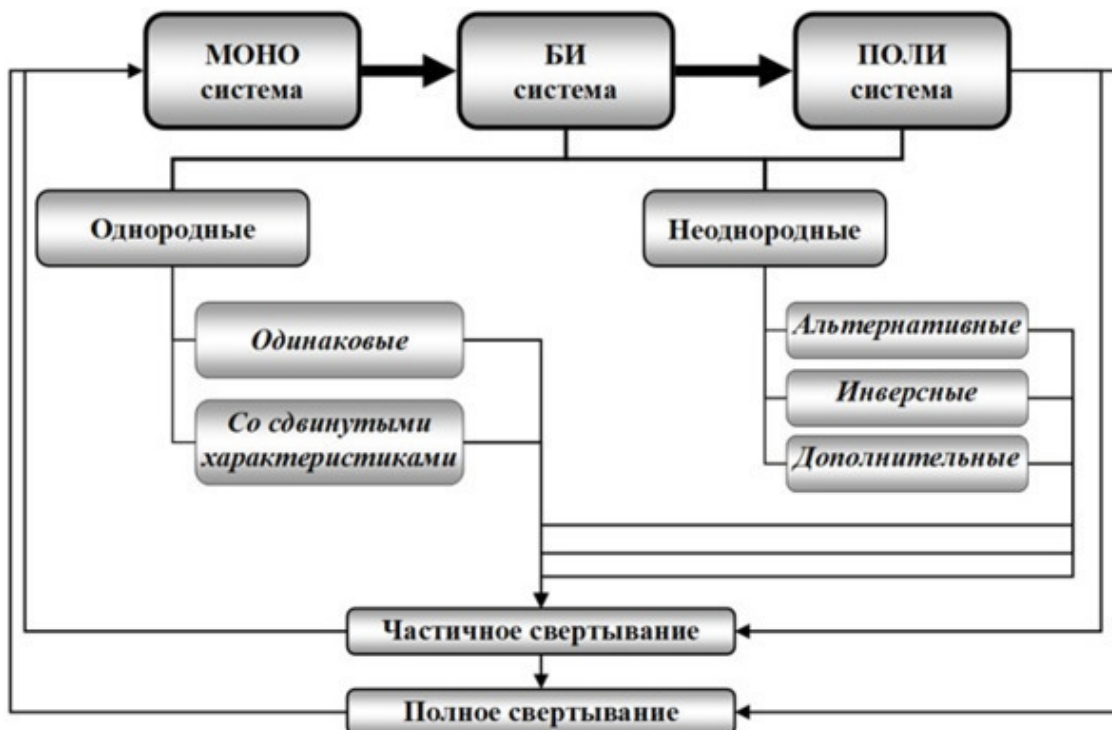 МОНО
система
БИ
система
ПОЛИ
система
Однородные
Неоднородные
Одинаковые
Со сдвинутыми
характеристиками
Альтернативные
Инверсные
Дополнительные
Частичное свертывание
Полное свертывание